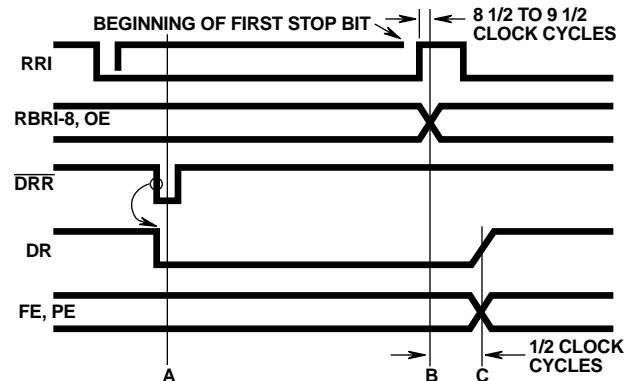 BEGINNING OF FIRST STOP BIT
8 1/2 TO 9 1/2
CLOCK CYCLES
RRI
RBRI-8, OE
DRR
DR
FE, PE
A
B
C
1/2 CLOCK
CYCLES